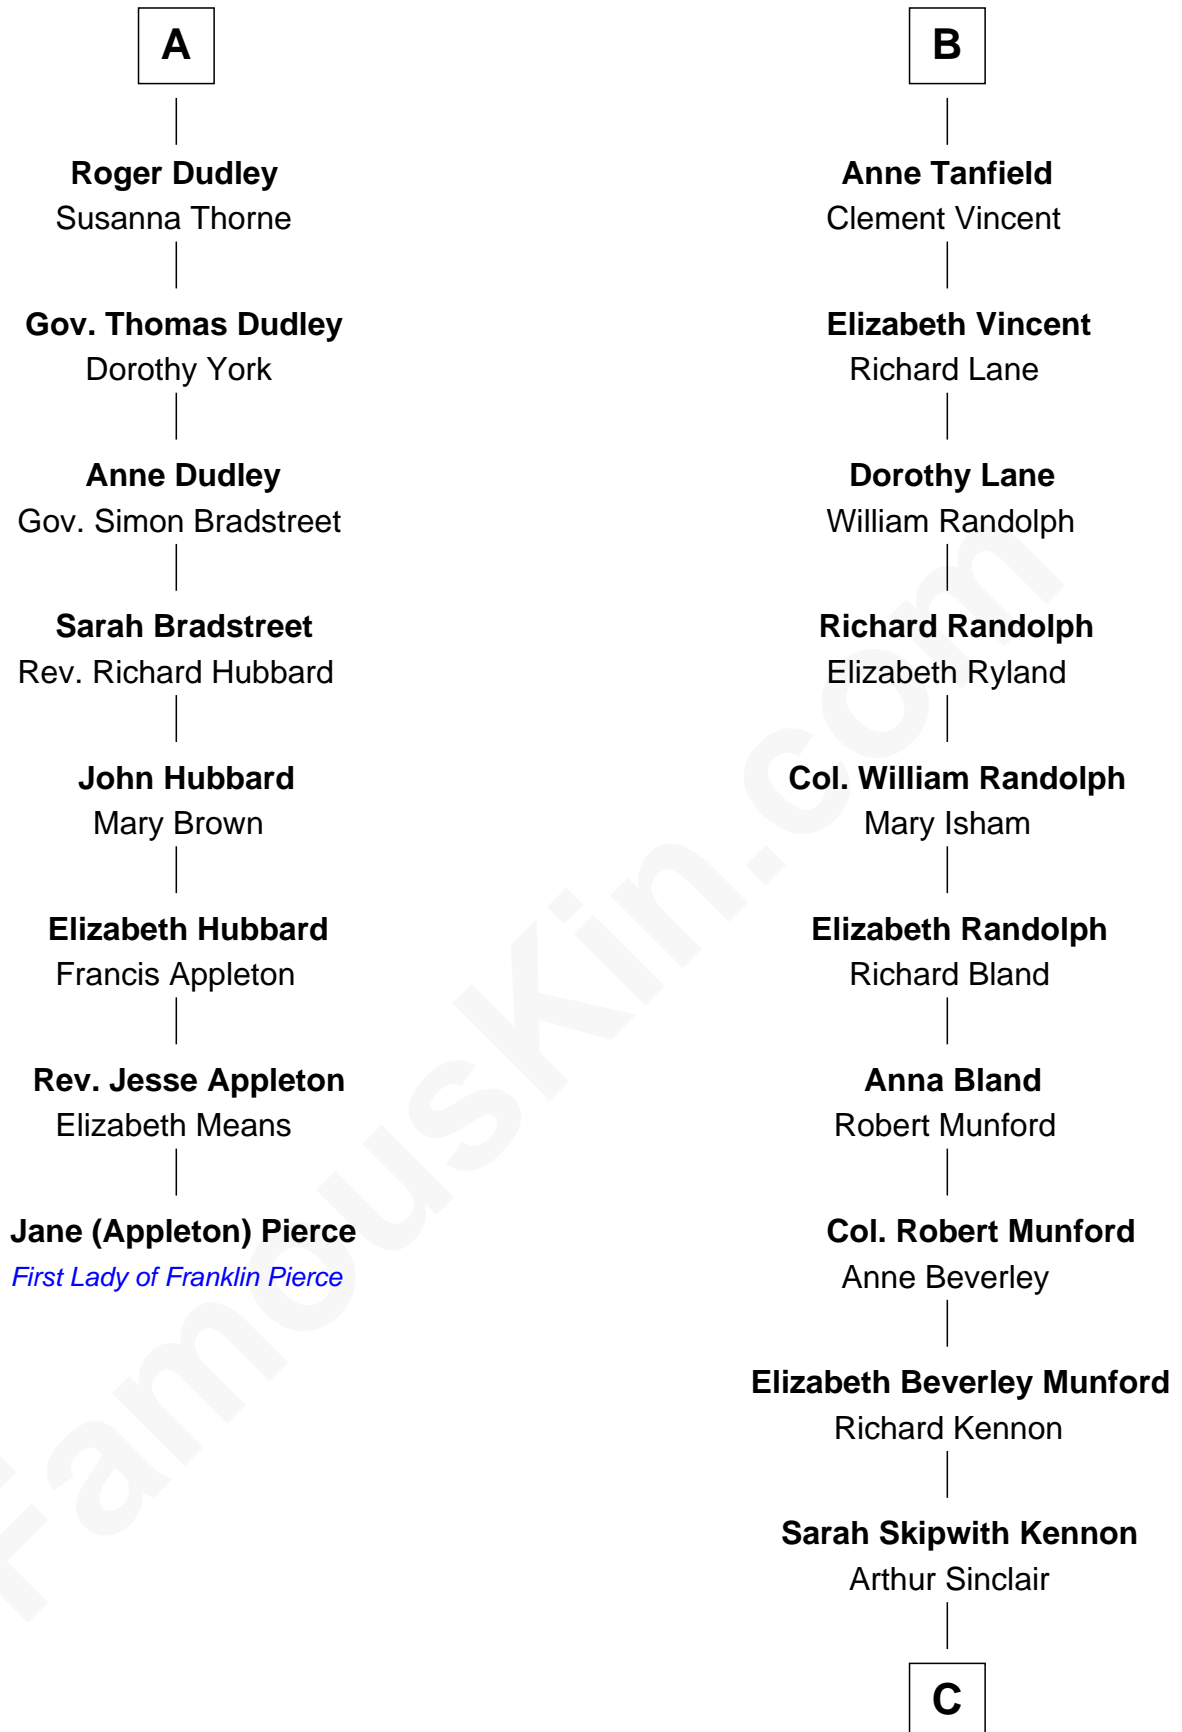 A
Roger Dudley
Susanna Thorne
Gov. Thomas Dudley
Dorothy York
Anne Dudley
Gov. Simon Bradstreet
Sarah Bradstreet
Rev. Richard Hubbard
John Hubbard
Mary Brown
Elizabeth Hubbard
Francis Appleton
Rev. Jesse Appleton
Elizabeth Means
Jane (Appleton) Pierce
First Lady of Franklin Pierce
B
Anne Tanfield
Clement Vincent
Elizabeth Vincent
Richard Lane
Dorothy Lane
William Randolph
Richard Randolph
Elizabeth Ryland
Col. William Randolph
Mary Isham
Elizabeth Randolph
Richard Bland
Anna Bland
Robert Munford
Col. Robert Munford
Anne Beverley
Elizabeth Beverley Munford
Richard Kennon
Sarah Skipwith Kennon
Arthur Sinclair
C
FamousKin.com